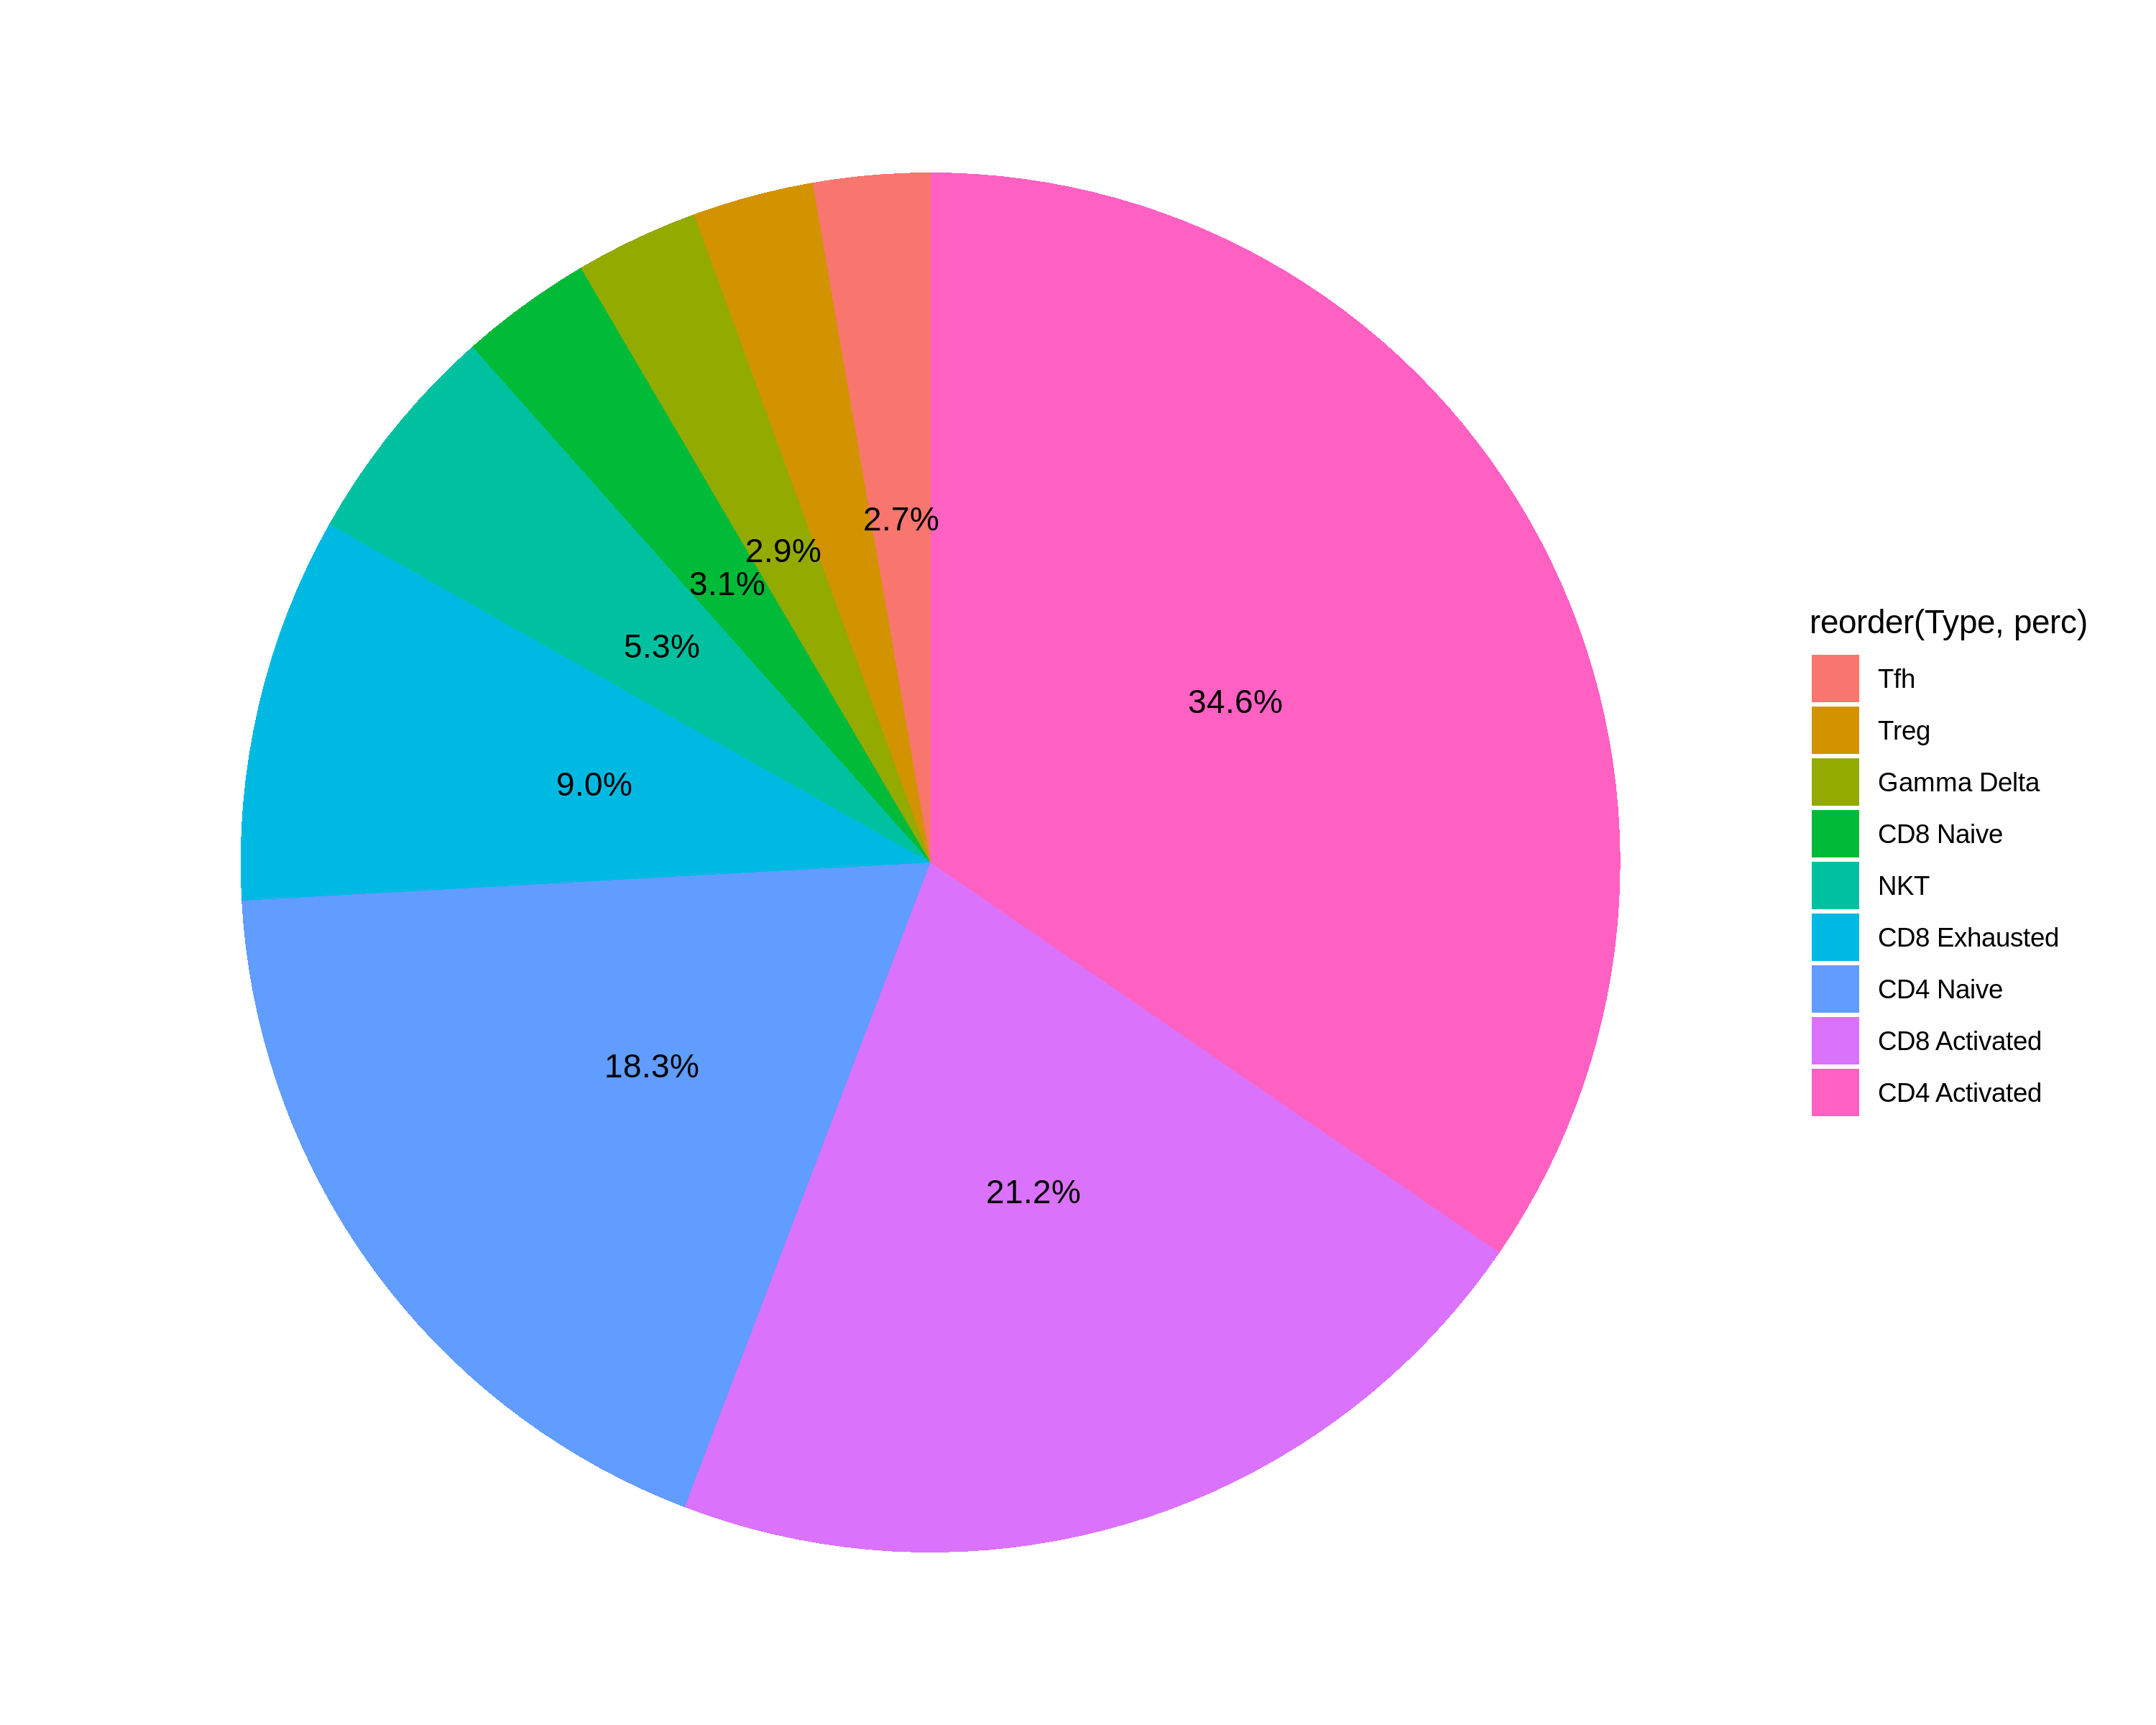 2.7%
2.9%
3.1%
5.3%
34.6%
9.0%
18.3%
21.2%
reorder(Type, perc)
Tfh
Treg
Gamma Delta
CD8 Naive
NKT
CD8 Exhausted
CD4 Naive
CD8 Activated
CD4 Activated